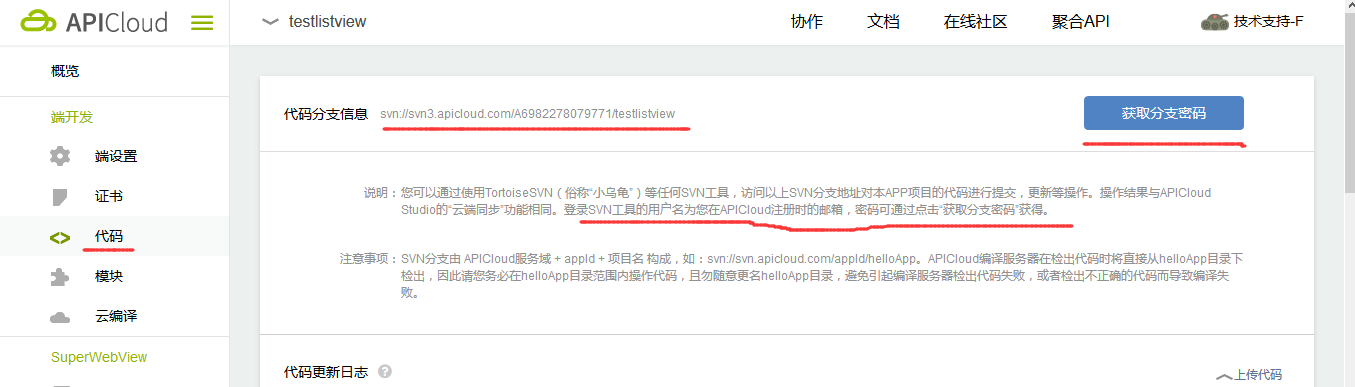 APICloud
testlistview
协作
文档
在线社区
聚合API
技术支持-F
概览
端开发
端设置
证书
代码
模块
云编译
SuperWebView
代码分支信息 svn://svn3.apicloud.com/A6982278079771/testlistview
获取分支密码
说明：您可以通过使用TortoiseSVN（俗称“小乌龟”）等任何SVN工具，访问以上SVN分支地址对本APP项目的代码进行提交，更新等操作。操作结果与APICloud
Studio的“云端同步”功能相同。登录SVN工具的用户名为您在APICloud注册时的邮箱，密码可通过点击“获取分支密码”获得。
注意事项：SVN分支由 APICloud服务域 + appId + 项目名 构成，如：svn://svn.apicloud.com/appId/helloApp。APICloud编译服务器在检出代码时将直接从helloApp目录下
检出，因此请您务必在helloApp目录范围内操作代码，且勿随意更名helloApp目录，避免引起编译服务器检出代码失败，或者检出不正确的代码而导致编译失
败。
代码更新日志 ?
上传代码